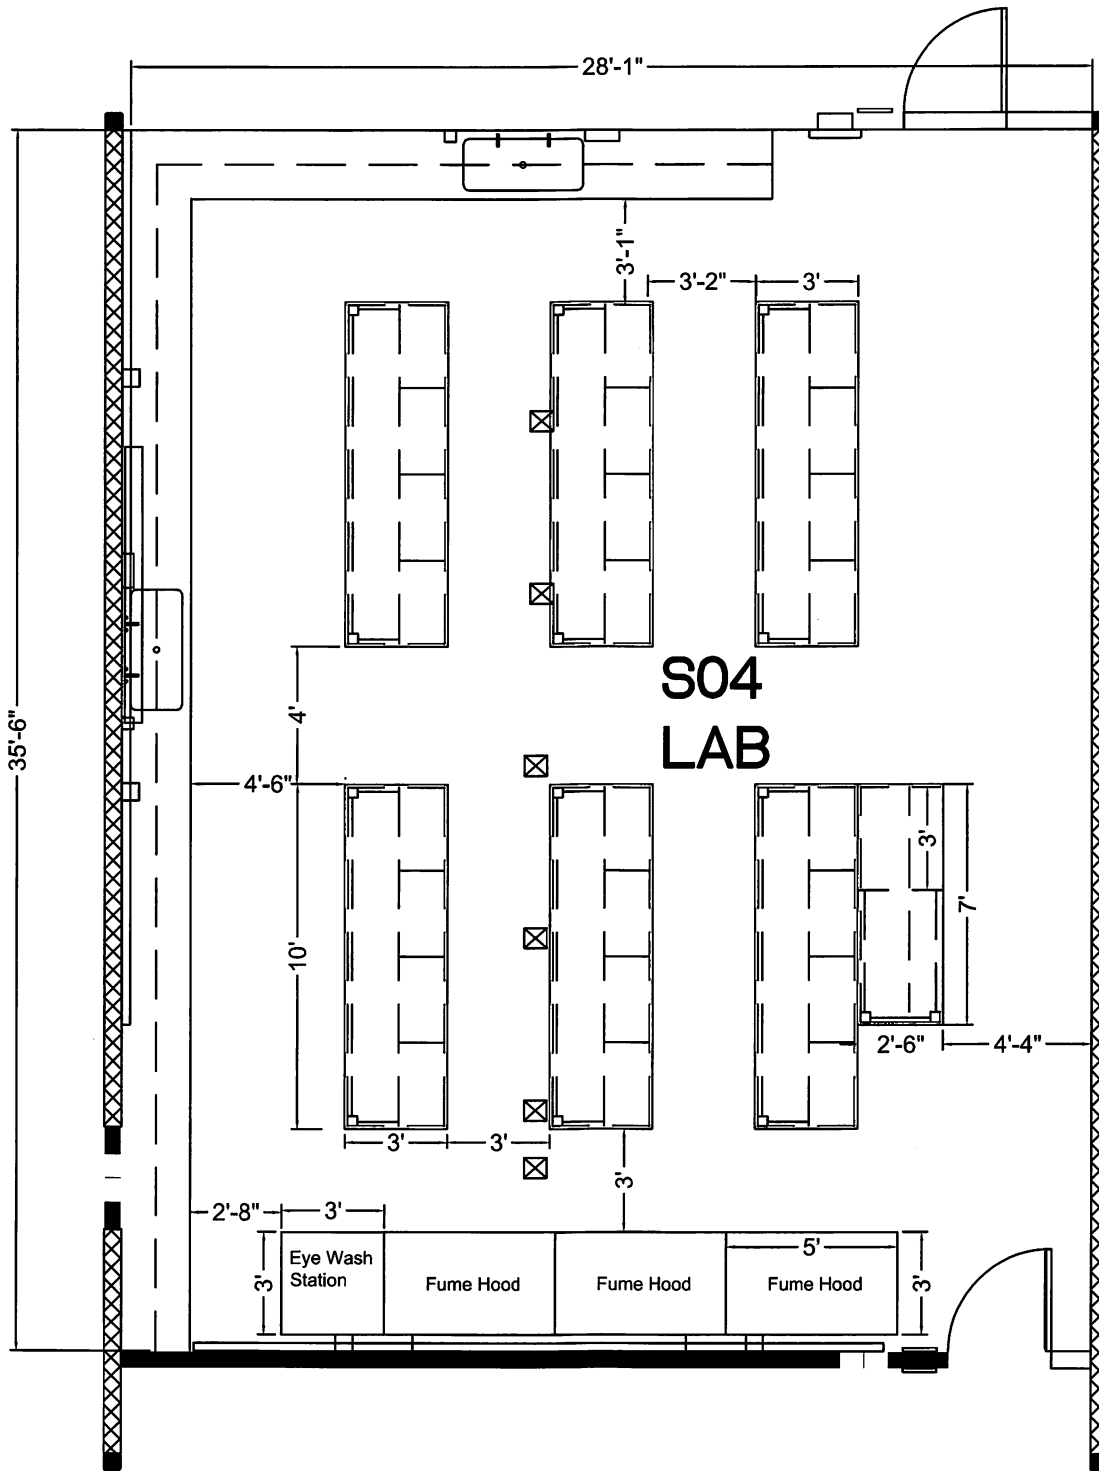 28'-1"
3'-1"
3'-2"
3'
S04
LAB
35'-6"
4'
4'-6"
3'
7'
10'
2'-6"
4'-4"
3'
3'
3'
2'-8"
3'
5'
Eye Wash
Station
3'
Fume Hood
Fume Hood
Fume Hood
3'